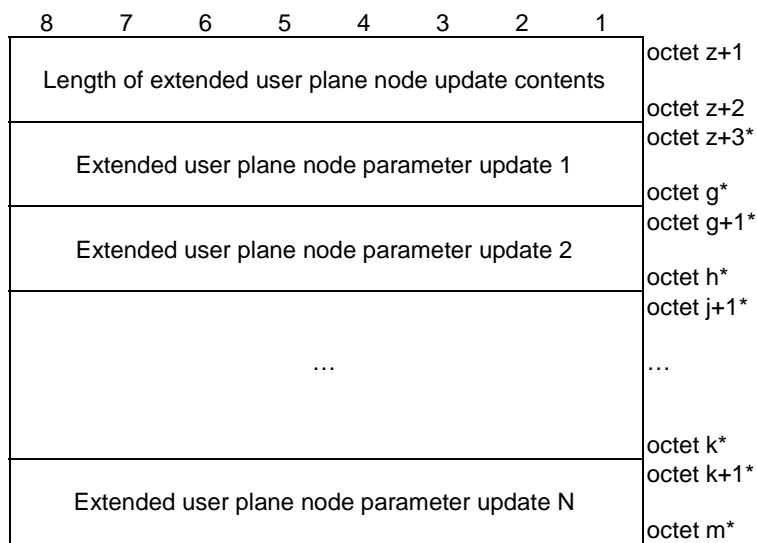 8 7 6 5 4 3 2 1
octet z+1
Length of extended user plane node update contents
octet z+2
octet z+3*
Extended user plane node parameter update 1
octet g*
octet g+1*
Extended user plane node parameter update 2
octet h*
octet j+1*
… …
octet k*
octet k+1*
Extended user plane node parameter update N
octet m*